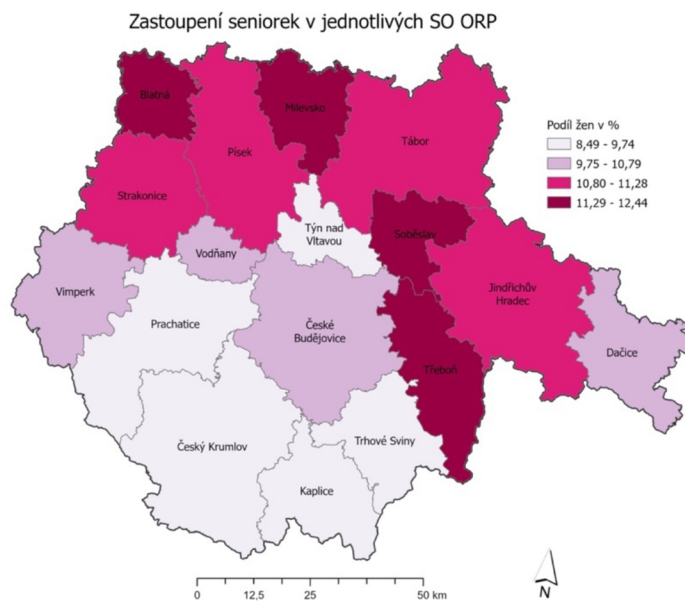 Zastoupení seniorek v jednotlivých SO ORP
Podíl žen v %
8,49 - 9,74
9,75 - 10,79
10,80 - 11,28
11,29 - 12,44
Blatná
Milevsko
Písek
Tábor
Strakonice
Týn nad
Vltavou
Soběslav
Vodňany
Vimperk
Jindřichův
Hradec
Prachatice
České
Budějovice
Dačice
Třeboň
Český Krumlov
Trhové Sviny
Kaplice
0
12,5
25
50 km
N